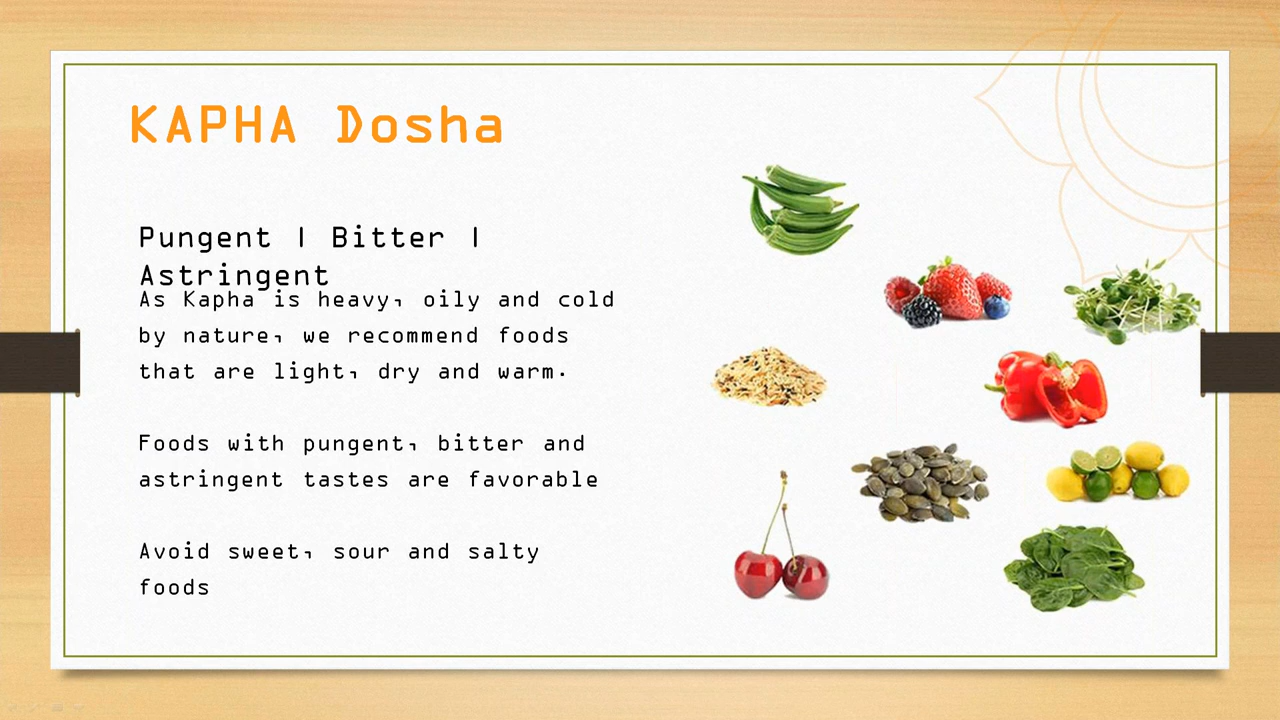 KAPHA Dosha
Pungent | Bitter |
Astringent
As Kapha is heavy, oily and cold
by nature, we recommend foods
that are light, dry and warm.
Foods with pungent, bitter and
astringent tastes are favorable
Avoid sweet, sour and salty
foods